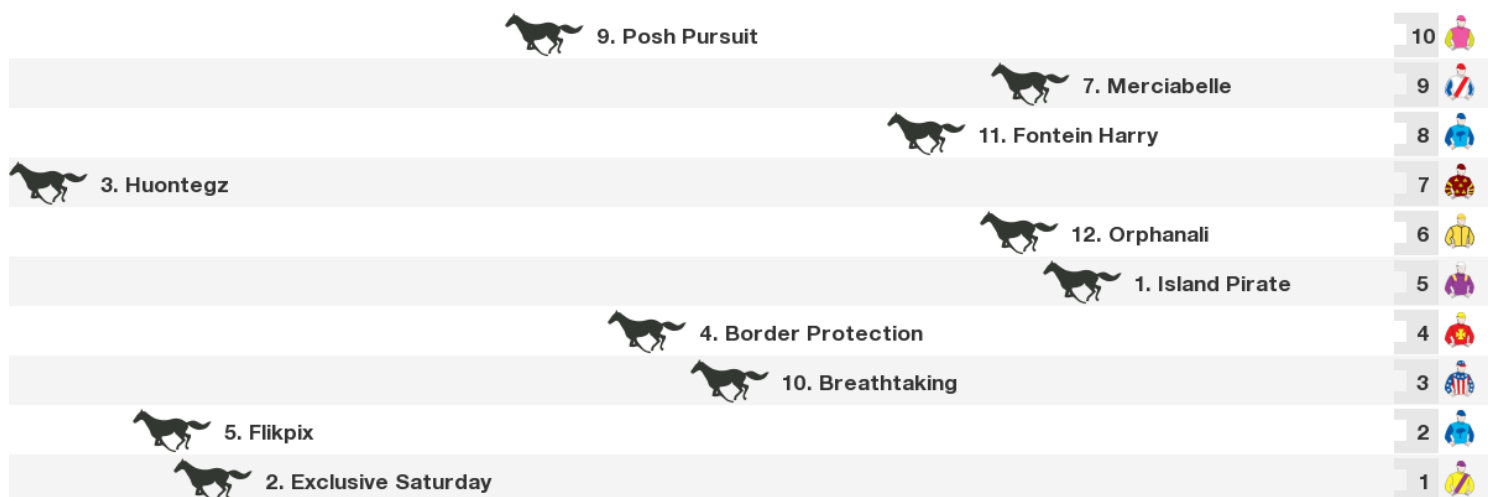 9. Posh Pursuit 10
7. Merciabelle 9
11. Fontein Harry 8
3. Huontegz 7
12. Orphanali 6
1. Island Pirate 5
4. Border Protection 4
10. Breathtaking 3
5. Flikpix 2
2. Exclusive Saturday 1